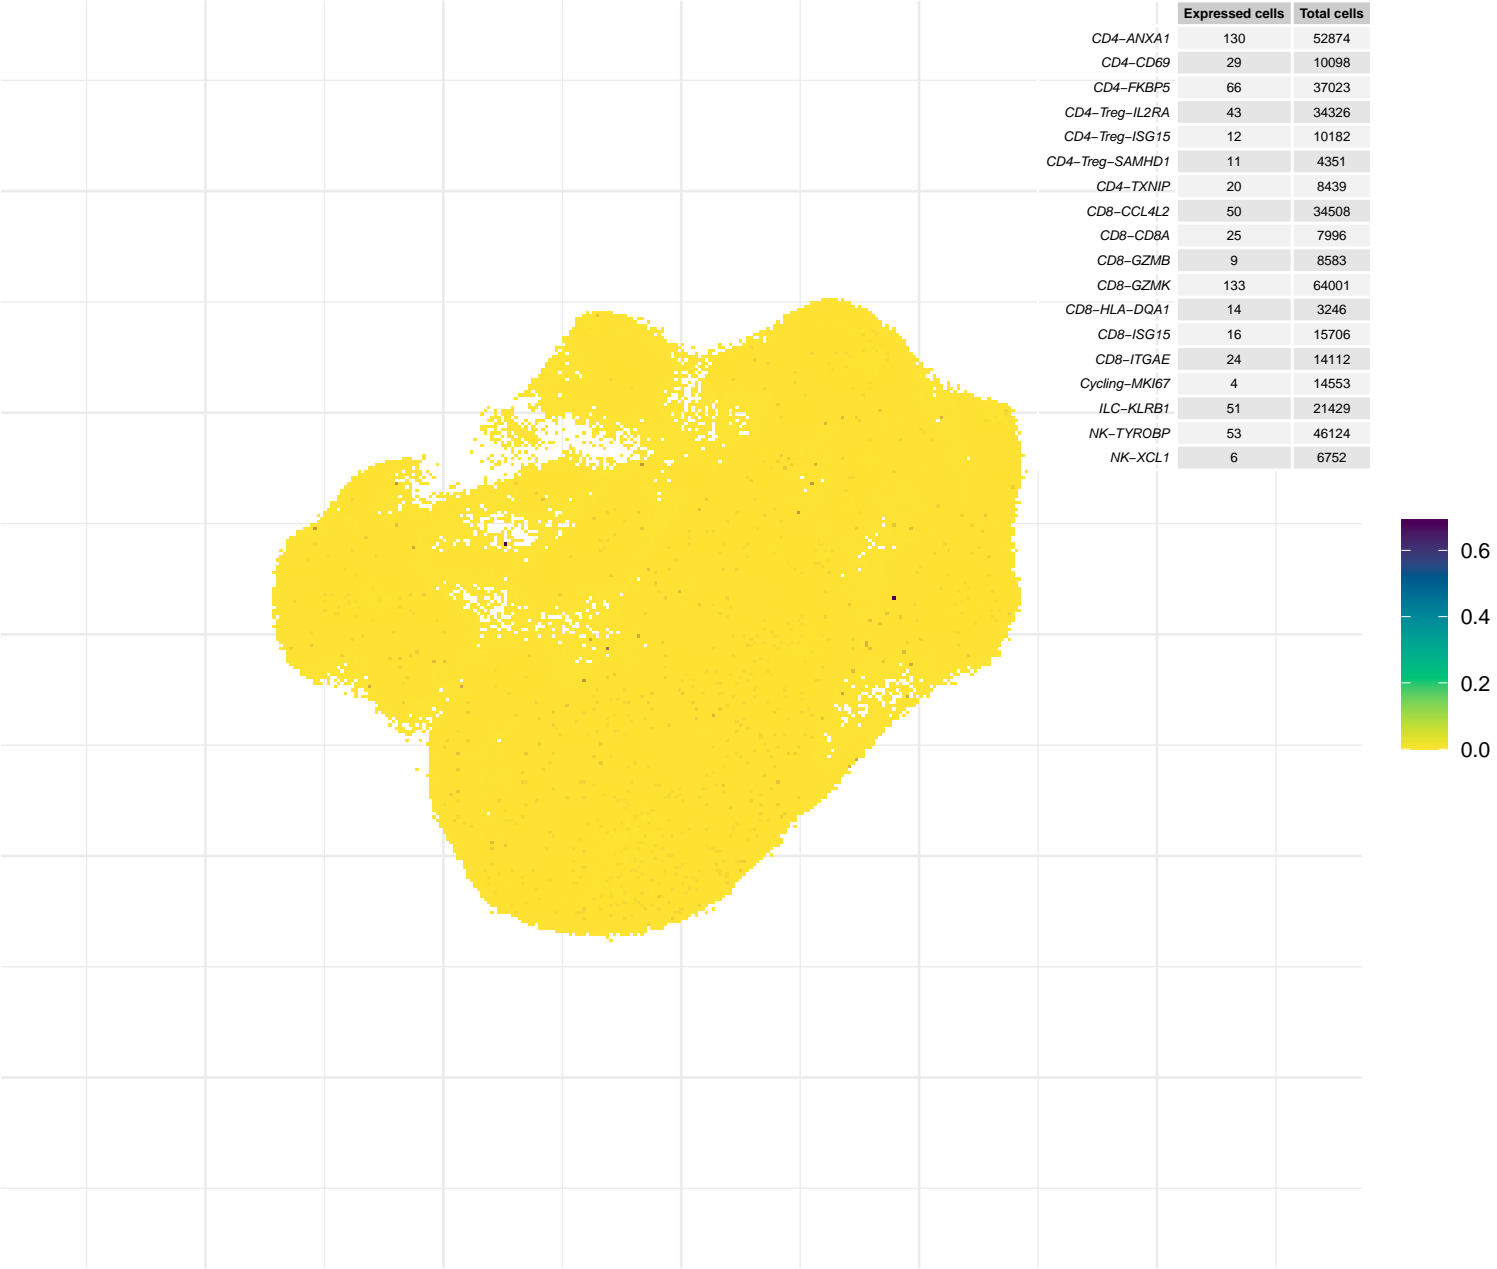 Expressed cells Total cells
CD4−ANXA1 130 52874
CD4−CD69 29 10098
CD4−FKBP5 66 37023
CD4−Treg−IL2RA 43 34326
CD4−Treg−ISG15 12 10182
CD4−Treg−SAMHD1 11 4351
CD4−TXNIP 20 8439
CD8−CCL4L2 50 34508
CD8−CD8A 25 7996
CD8−GZMB 9 8583
CD8−GZMK 133 64001
CD8−HLA−DQA1 14 3246
CD8−ISG15 16 15706
CD8−ITGAE 24 14112
Cycling−MKI67 4 14553
ILC−KLRB1 51 21429
NK−TYROBP 53 46124
NK−XCL1 6 6752
0.6
0.4
0.2
0.0